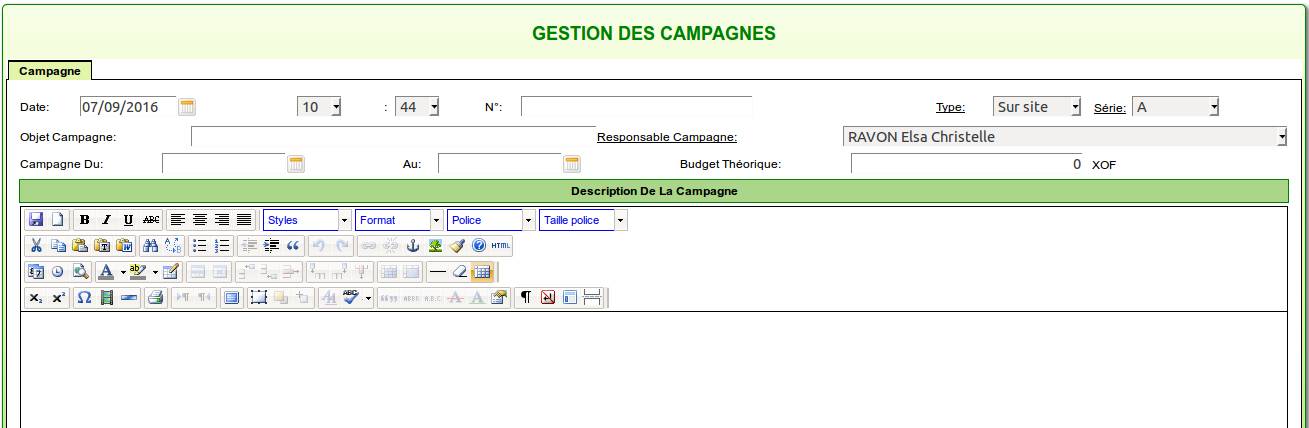 GESTION DES CAMPAGNES
Campagne
Date: 07/09/2016 10 : 44 N°: Type: Sur site Série: A
Objet Campagne: Responsable Campagne: RAVON Elsa Christelle
Campagne Du: Au: Budget Théorique: 0 XOF
Description De La Campagne
B I U ABC Styles Format Police Taille police
HTML